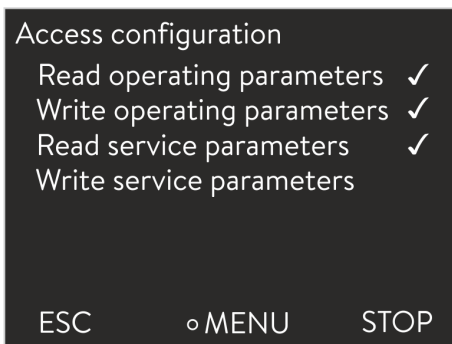 Access configuration
Read operating parameters ✓
Write operating parameters ✓
Read service parameters ✓
Write service parameters
ESC ○ MENU STOP